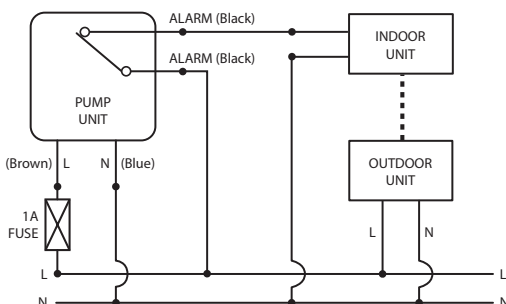 ALARM (Black)
ALARM (Black)
INDOOR
UNIT
PUMP
UNIT
(Brown) L
N (Blue)
OUTDOOR
UNIT
1A
FUSE
L
N
L
L
N
N